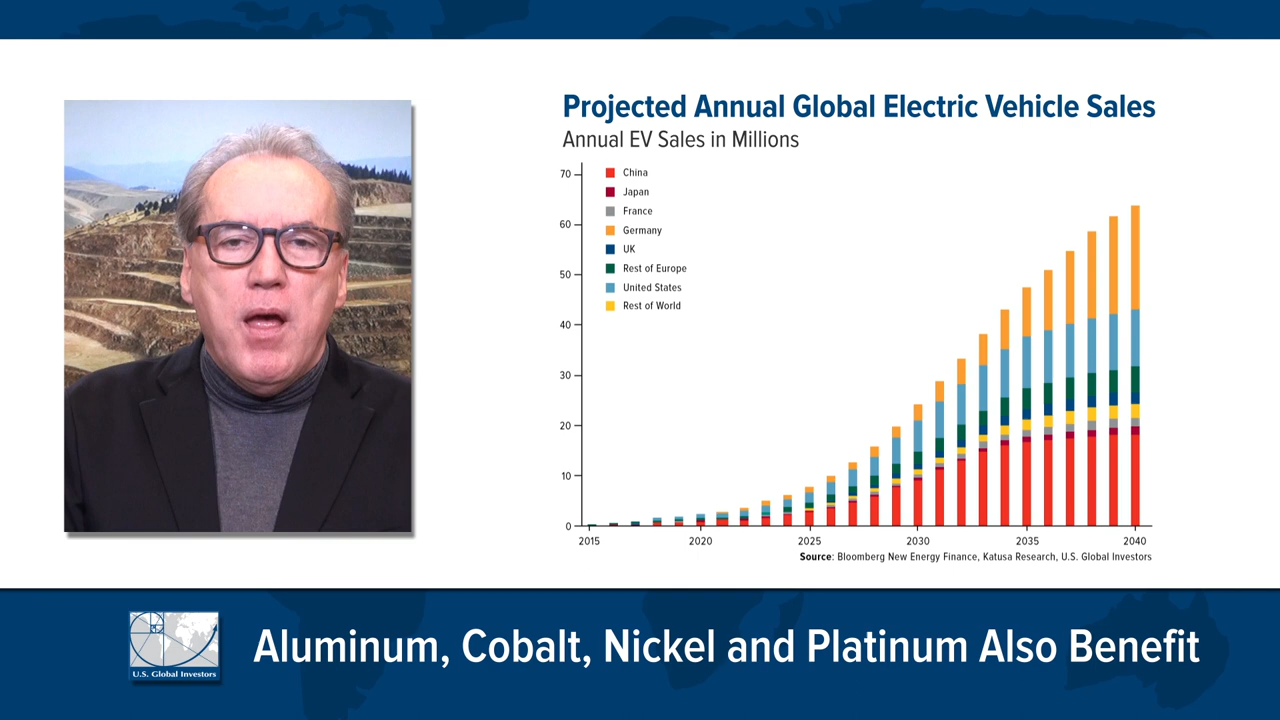 Projected Annual Global Electric Vehicle Sales
Annual EV Sales in Millions
70
60
50
40
30
20
10
0
China
Japan
France
Germany
UK
Rest of Europe
United States
Rest of World
2015
2020
2025
2030
2035
2040
Source: Bloomberg New Energy Finance, Katusa Research, U.S. Global Investors
U.S. Global Investors
Aluminum, Cobalt, Nickel and Platinum Also Benefit